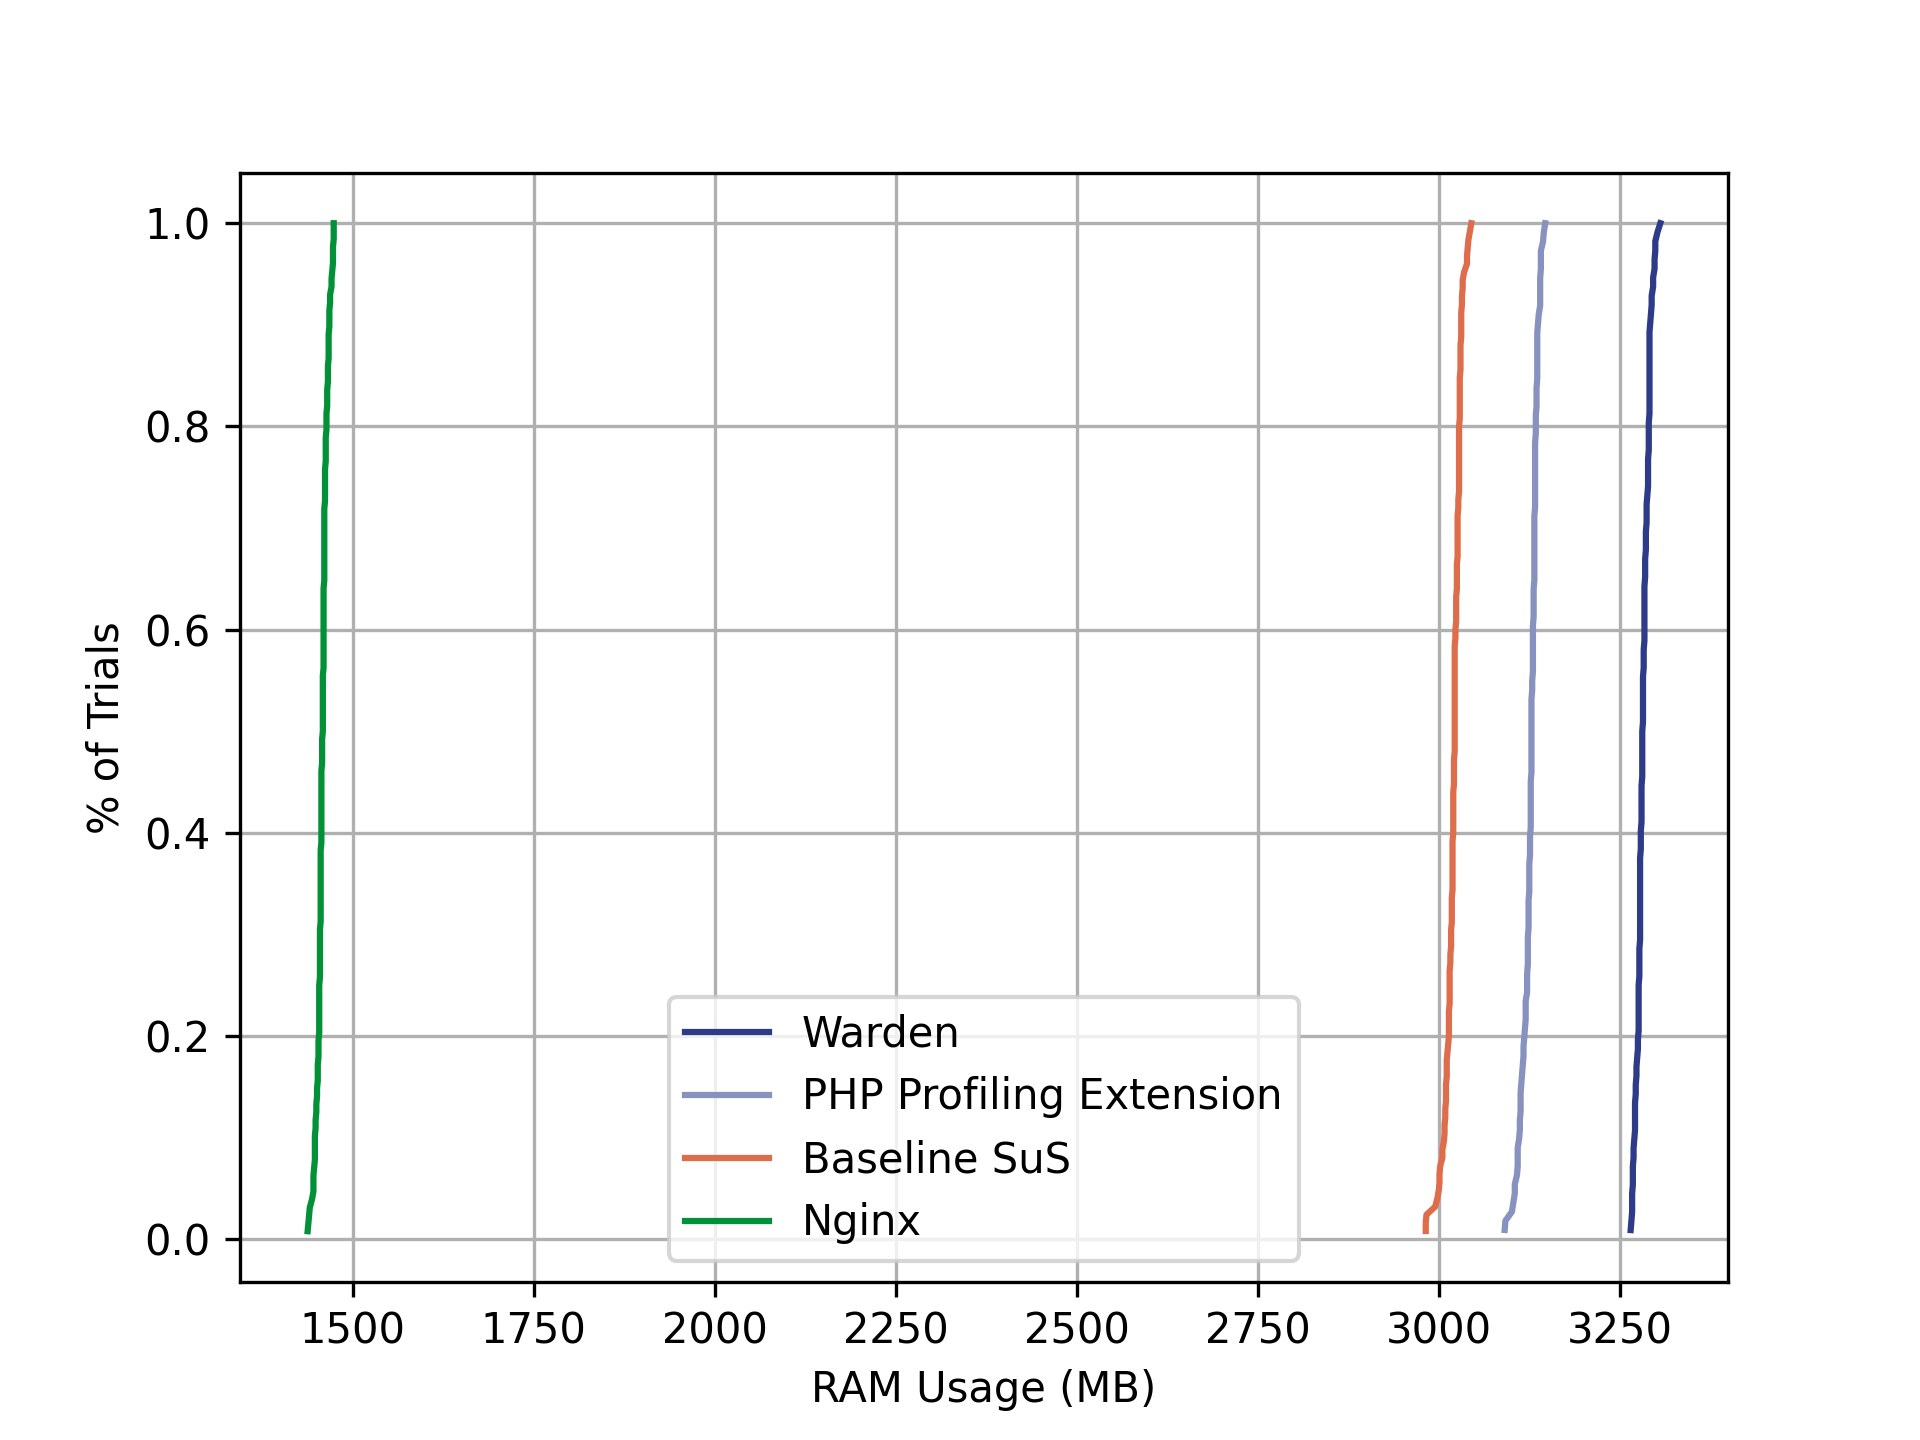 1.0
0.8
0.6
0.4
0.2
0.0
% of Trials
Warden
PHP Profiling Extension
Baseline SuS
Nginx
1500 1750 2000 2250 2500 2750 3000 3250
RAM Usage (MB)